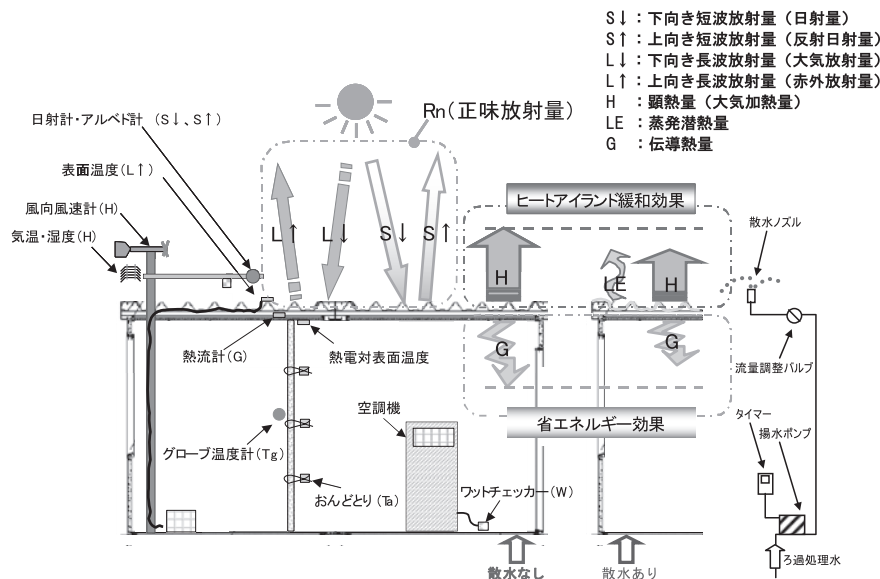 S↓：下向き短波放射量（日射量）
S↑：上向き短波放射量（反射日射量）
L↓：下向き長波放射量（大気放射量）
L↑：上向き長波放射量（赤外放射量）
H：顕熱量（大気加熱量）
LE：蒸発潜熱量
G：伝導熱量
Rn（正味放射量）
日射計・アルベド計（S↓、S↑）
表面温度（L↑）
風向風速計（H）
気温・湿度（H）
L↑
L↓
S↓
S↑
ヒートアイランド緩和効果
H
LE
H
散水ノズル
熱流計（G）
熱電対表面温度
G
G
流量調整バルブ
空調機
省エネルギー効果
タイマー
揚水ポンプ
グローブ温度計（Tg）
おんどとり（Ta）
ワットチェッカー（W）
ろ過処理水
散水なし
散水あり